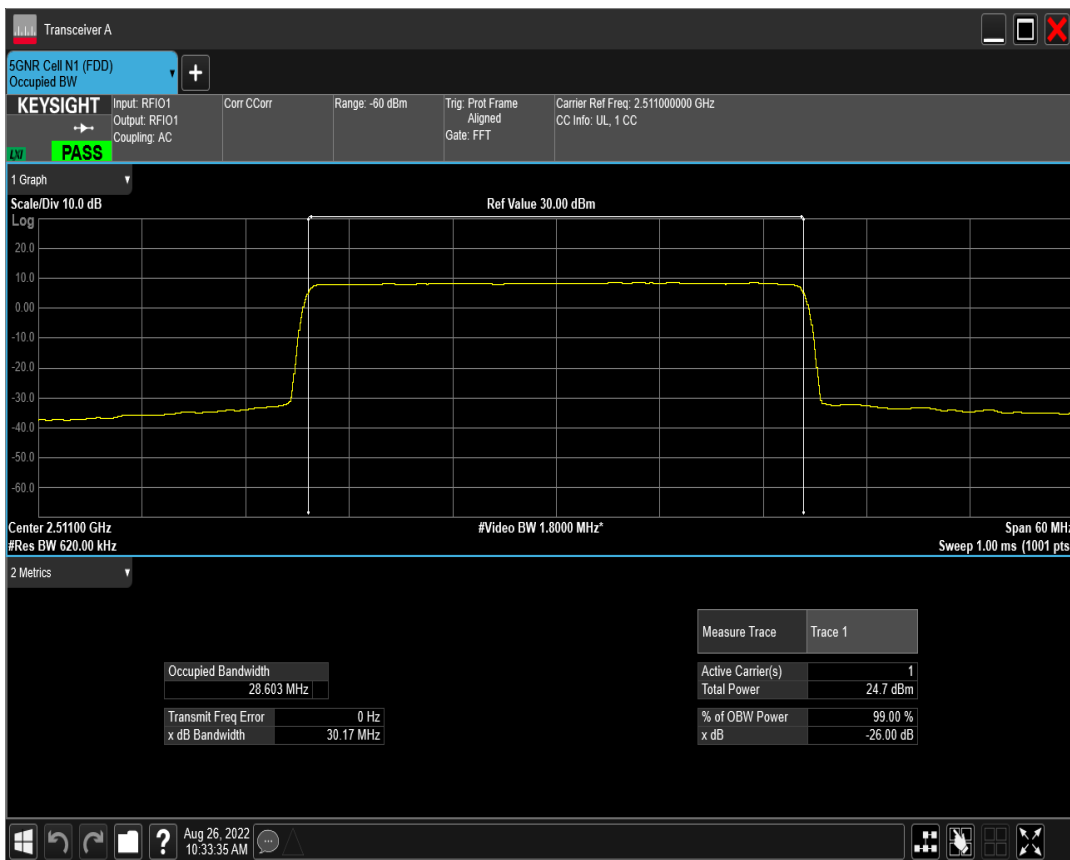 Transceiver A
5GNR Cell N1 (FDD)
Occupied BW
+
KEYSIGHT
LXI
PASS
Input: RFIO1
Output: RFIO1
Coupling: AC
Corr CCorr
Range: -60 dBm
Trig: Prot Frame
Aligned
Gate: FFT
Carrier Ref Freq: 2.511000000 GHz
CC Info: UL, 1 CC
1 Graph
Scale/Div 10.0 dB
Ref Value 30.00 dBm
Log
20.0
10.0
0.00
-10.0
-20.0
-30.0
-40.0
-50.0
-60.0
Center 2.51100 GHz
#Video BW 1.8000 MHz*
Span 60 MHz
#Res BW 620.00 kHz
Sweep 1.00 ms (1001 pts
2 Metrics
Measure Trace Trace 1
Occupied Bandwidth
28.603 MHz
Active Carrier(s) 1
Total Power 24.7 dBm
Transmit Freq Error 0 Hz
x dB Bandwidth 30.17 MHz
% of OBW Power 99.00 %
x dB -26.00 dB
?
Aug 26, 2022
10:33:35 AM